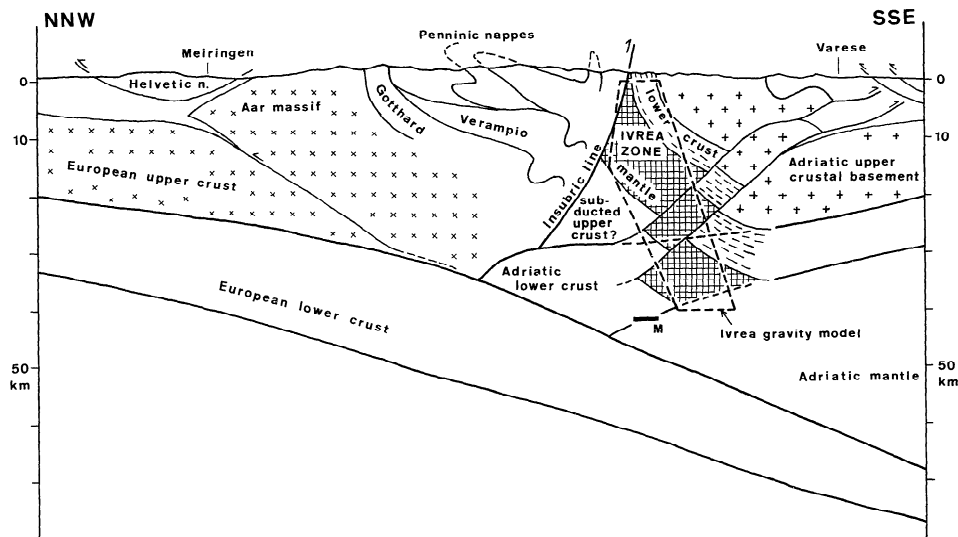 NNW
SSE
Meiringen
Penninic nappes
Varese
0
0
Helvetic n.
Aar massif
Gotthard
Verampio
lower crust
IVREA
ZONE
mantle
10
10
European upper crust
Insubric line
sub-
ducted
upper
crust?
Adriatic upper
crustal basement
Adriatic
lower crust
European lower crust
M
Ivrea gravity model
50
km
50
km
Adriatic mantle
1